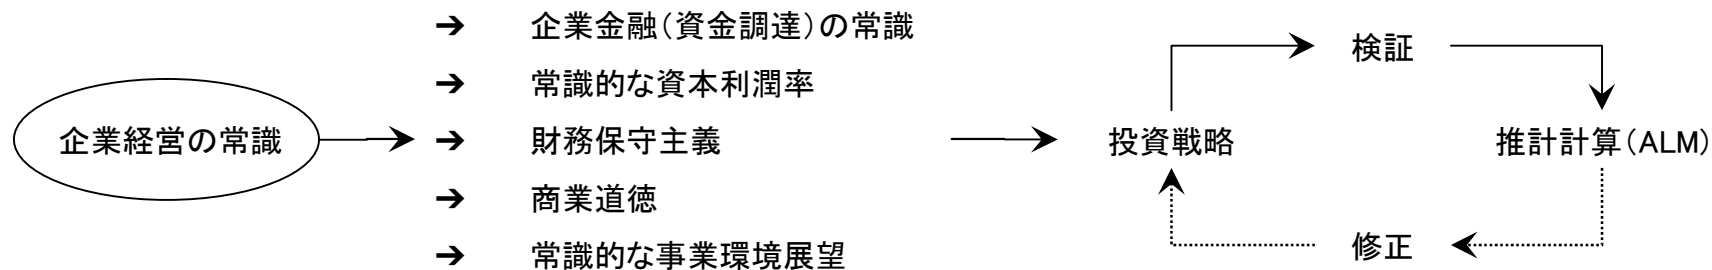 企業経営の常識
➔ 企業金融(資金調達)の常識
➔ 常識的な資本利潤率
➔ 財務保守主義
➔ 商業道徳
➔ 常識的な事業環境展望
投資戦略
検証
推計計算(ALM)
修正